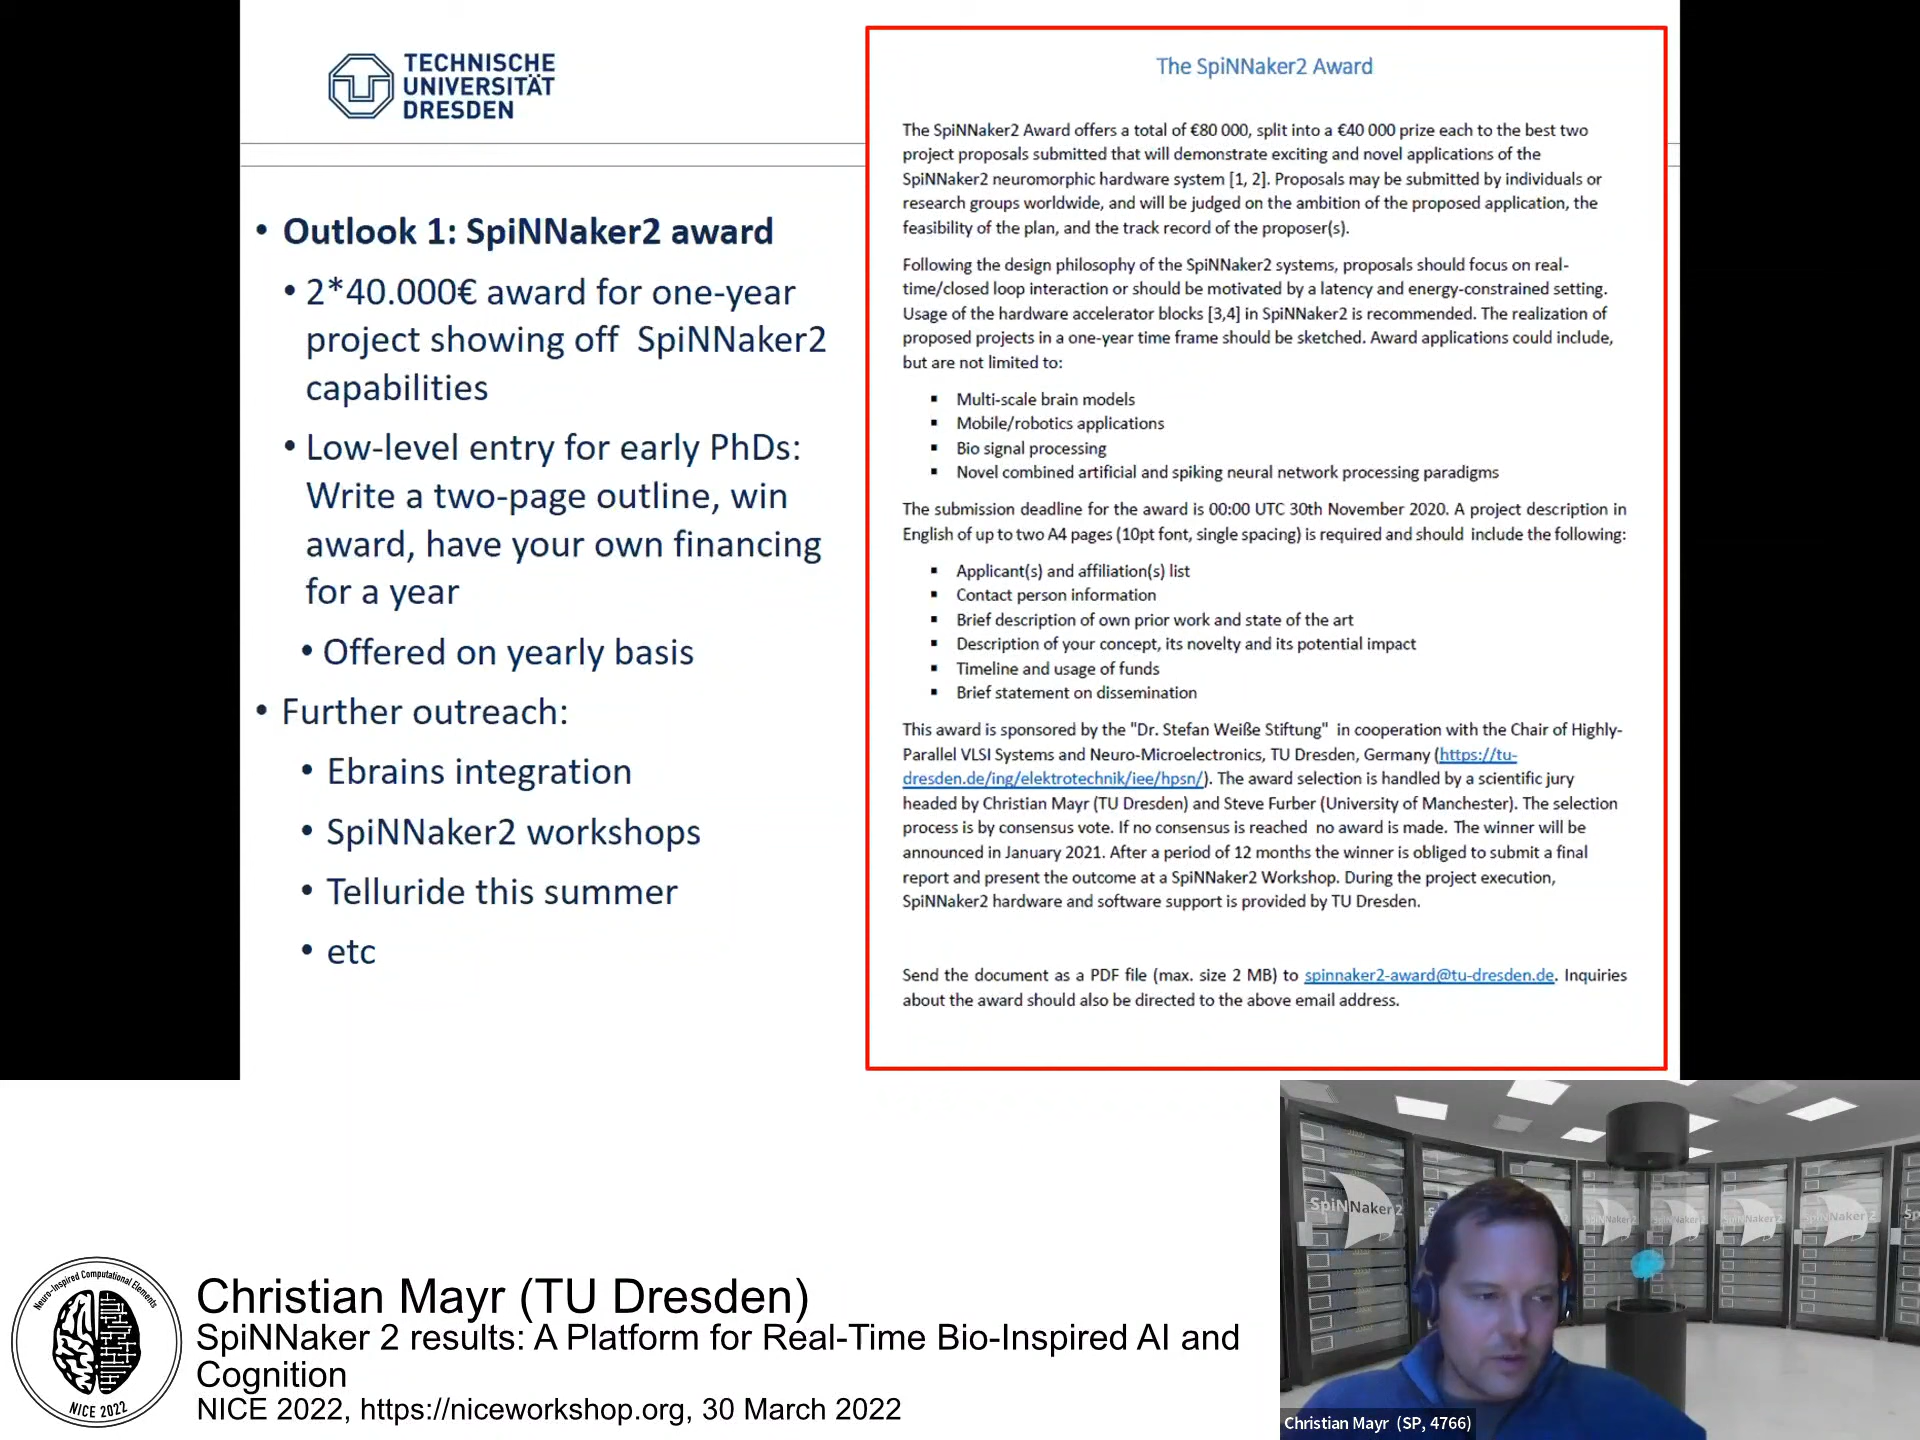 TECHNISCHE
UNIVERSITÄT
DRESDEN
• Outlook 1: SpiNNaker2 award
• 2*40.000€ award for one-year
project showing off SpiNNaker2
capabilities
• Low-level entry for early PhDs:
Write a two-page outline, win
award, have your own financing
for a year
• Offered on yearly basis
• Further outreach:
• Ebrains integration
• SpiNNaker2 workshops
• Telluride this summer
• etc
The SpiNNaker2 Award
The SpiNNaker2 Award offers a total of €80 000, split into a €40 000 prize each to the best two
project proposals submitted that will demonstrate exciting and novel applications of the
SpiNNaker2 neuromorphic hardware system [1, 2]. Proposals may be submitted by individuals or
research groups worldwide, and will be judged on the ambition of the proposed application, the
feasibility of the plan, and the track record of the proposer(s).
Following the design philosophy of the SpiNNaker2 systems, proposals should focus on real-
time/closed loop interaction or should be motivated by a latency and energy-constrained setting.
Usage of the hardware accelerator blocks [3,4] in SpiNNaker2 is recommended. The realization of
proposed projects in a one-year time frame should be sketched. Award applications could include,
but are not limited to:
▪ Multi-scale brain models
▪ Mobile/robotics applications
▪ Bio signal processing
▪ Novel combined artificial and spiking neural network processing paradigms
The submission deadline for the award is 00:00 UTC 30th November 2020. A project description in
English of up to two A4 pages (10pt font, single spacing) is required and should include the following:
▪ Applicant(s) and affiliation(s) list
▪ Contact person information
▪ Brief description of own prior work and state of the art
▪ Description of your concept, its novelty and its potential impact
▪ Timeline and usage of funds
▪ Brief statement on dissemination
This award is sponsored by the "Dr. Stefan Weiße Stiftung" in cooperation with the Chair of Highly-
Parallel VLSI Systems and Neuro-Microelectronics, TU Dresden, Germany (https://tu-
dresden.de/ing/elektrotechnik/iee/hpsn/). The award selection is handled by a scientific jury
headed by Christian Mayr (TU Dresden) and Steve Furber (University of Manchester). The selection
process is by consensus vote. If no consensus is reached no award is made. The winner will be
announced in January 2021. After a period of 12 months the winner is obliged to submit a final
report and present the outcome at a SpiNNaker2 Workshop. During the project execution,
SpiNNaker2 hardware and software support is provided by TU Dresden.
Send the document as a PDF file (max. size 2 MB) to spinnaker2-award@tu-dresden.de. Inquiries
about the award should also be directed to the above email address.
SpiNNaker 2
SpiNNaker2
SpiNNaker2
SpiNNaker2
SpiNNaker2
Christian Mayr (SP, 4766)
Neuro-Inspired Computational Elements
NICE 2022
Christian Mayr (TU Dresden)
SpiNNaker 2 results: A Platform for Real-Time Bio-Inspired AI and
Cognition
NICE 2022, https://niceworkshop.org, 30 March 2022